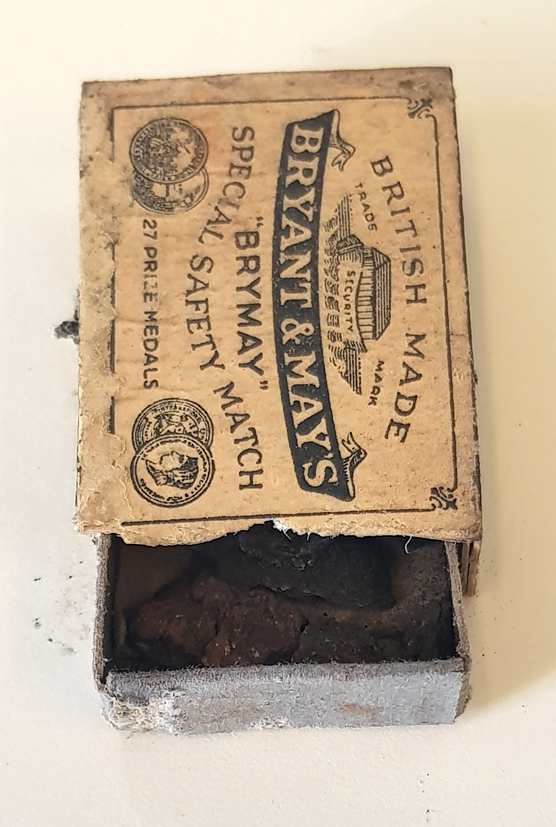 BRITISH MADE
TRADE MARK
SECURITY
BRYANT & MAY'S
"BRYMAY"
SPECIAL SAFETY MATCH
27 PRIZE MEDALS